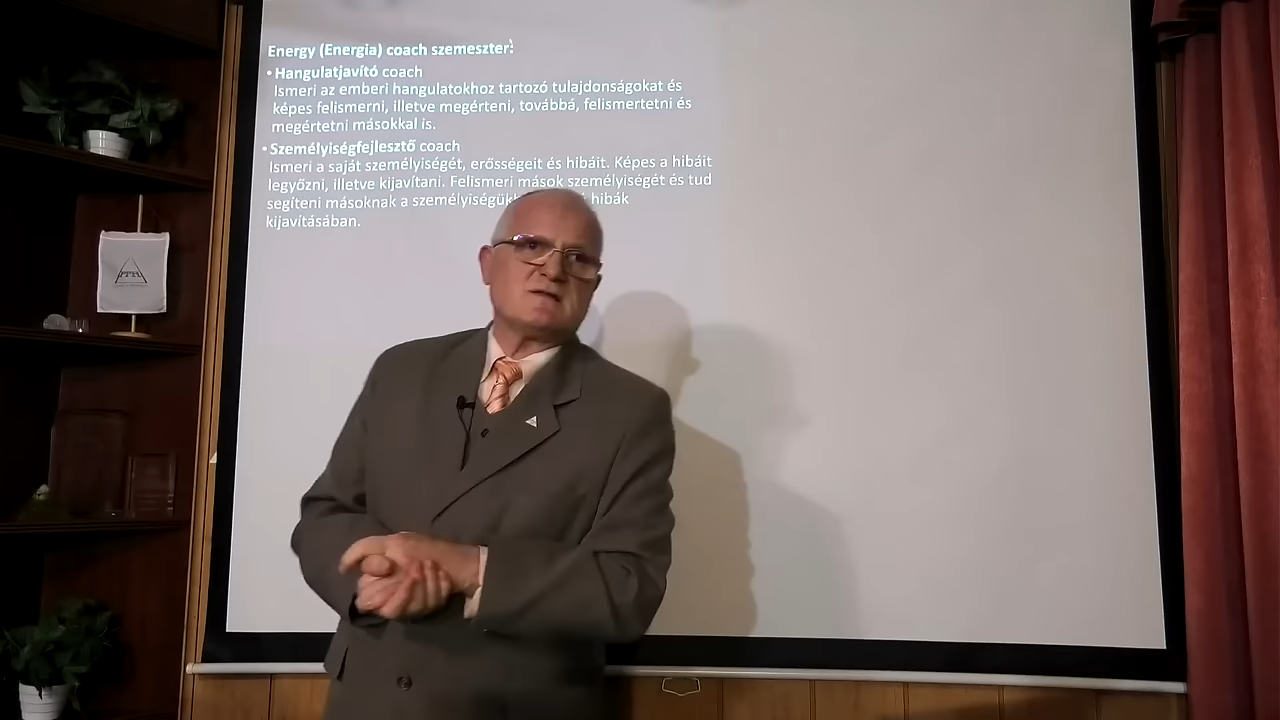 Energy (Energia) coach szemeszter:
• Hangulatjavító coach
Ismeri az emberi hangulatokhoz tartozó tulajdonságokat és
képes felismerni, illetve megérteni, továbbá, felismertetni és
megértetni másokkal is.
• Személyiségfejlesztő coach
Ismeri a saját személyiségét, erősségeit és hibáit. Képes a hibáit
legyőzni, illetve kijavítani. Felismeri mások személyiségét és tud
segíteni másoknak a hibák
kijavításában.